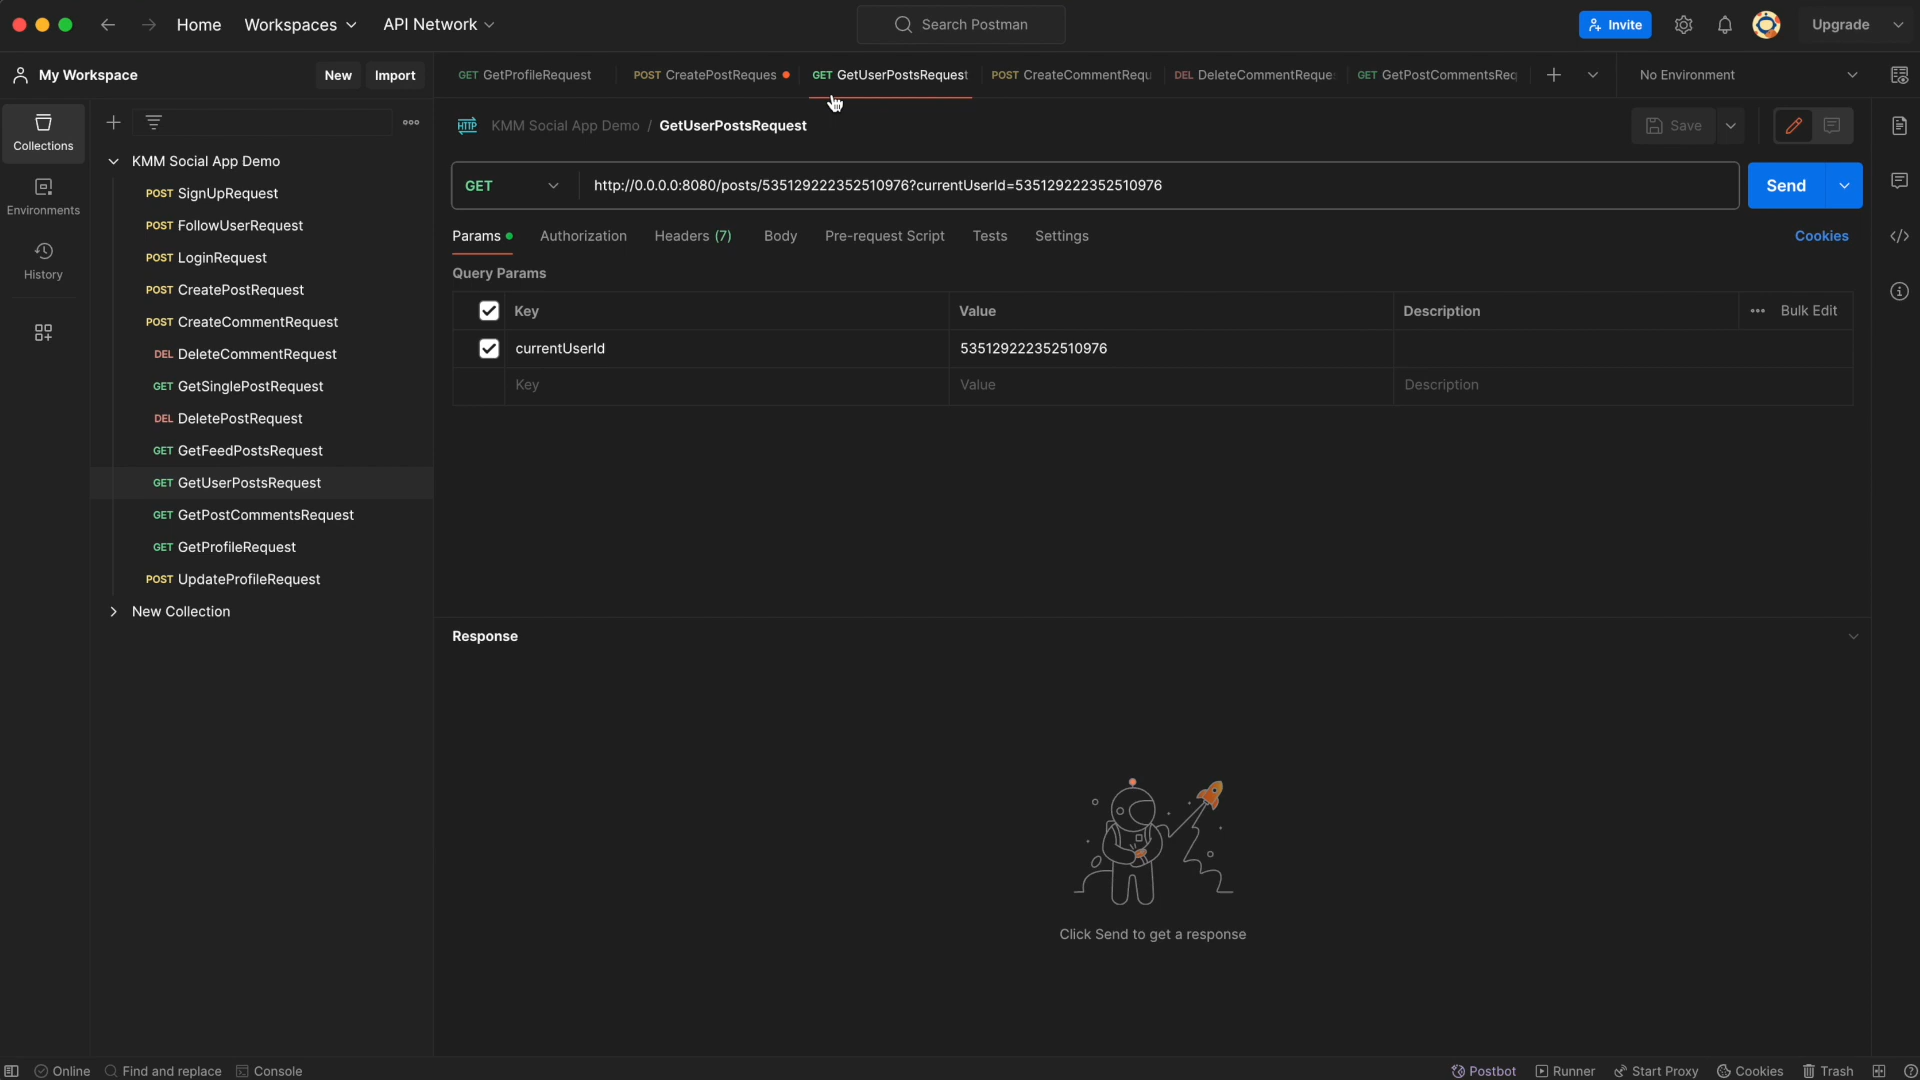 Home
Workspaces
API Network
Search Postman
Invite
Upgrade
My Workspace
New
Import
GET GetProfileRequest
POST CreatePostReques
GET GetUserPostsRequest
POST CreateCommentRequ
DEL DeleteCommentReque
GET GetPostCommentsReq
No Environment
Collections
Environments
History
KMM Social App Demo
POST SignUpRequest
POST FollowUserRequest
POST LoginRequest
POST CreatePostRequest
POST CreateCommentRequest
DEL DeleteCommentRequest
GET GetSinglePostRequest
DEL DeletePostRequest
GET GetFeedPostsRequest
GET GetUserPostsRequest
GET GetPostCommentsRequest
GET GetProfileRequest
POST UpdateProfileRequest
New Collection
HTTP KMM Social App Demo / GetUserPostsRequest
Save
GET http://0.0.0.0:8080/posts/535129222352510976?currentUserId=535129222352510976
Send
Params Authorization Headers (7) Body Pre-request Script Tests Settings
Cookies
Query Params
Key Value Description Bulk Edit
currentUserId 535129222352510976
Key Value Description
Response
Click Send to get a response
Online Find and replace Console
Postbot Runner Start Proxy Cookies Trash